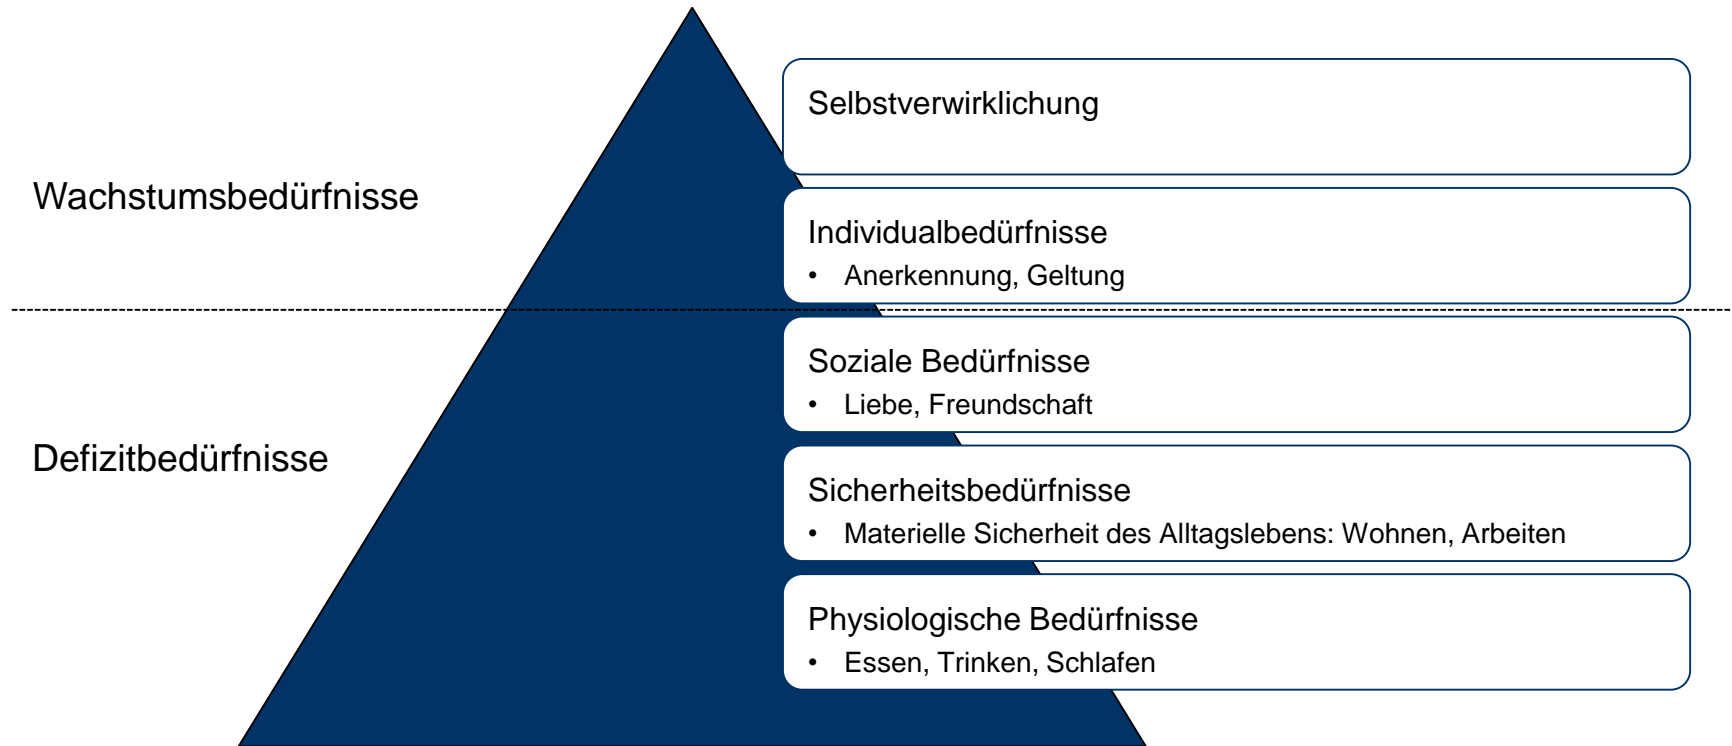 Selbstverwirklichung
Wachstumsbedürfnisse
Individualbedürfnisse
• Anerkennung, Geltung
Soziale Bedürfnisse
• Liebe, Freundschaft
Defizitbedürfnisse
Sicherheitsbedürfnisse
• Materielle Sicherheit des Alltagslebens: Wohnen, Arbeiten
Physiologische Bedürfnisse
• Essen, Trinken, Schlafen